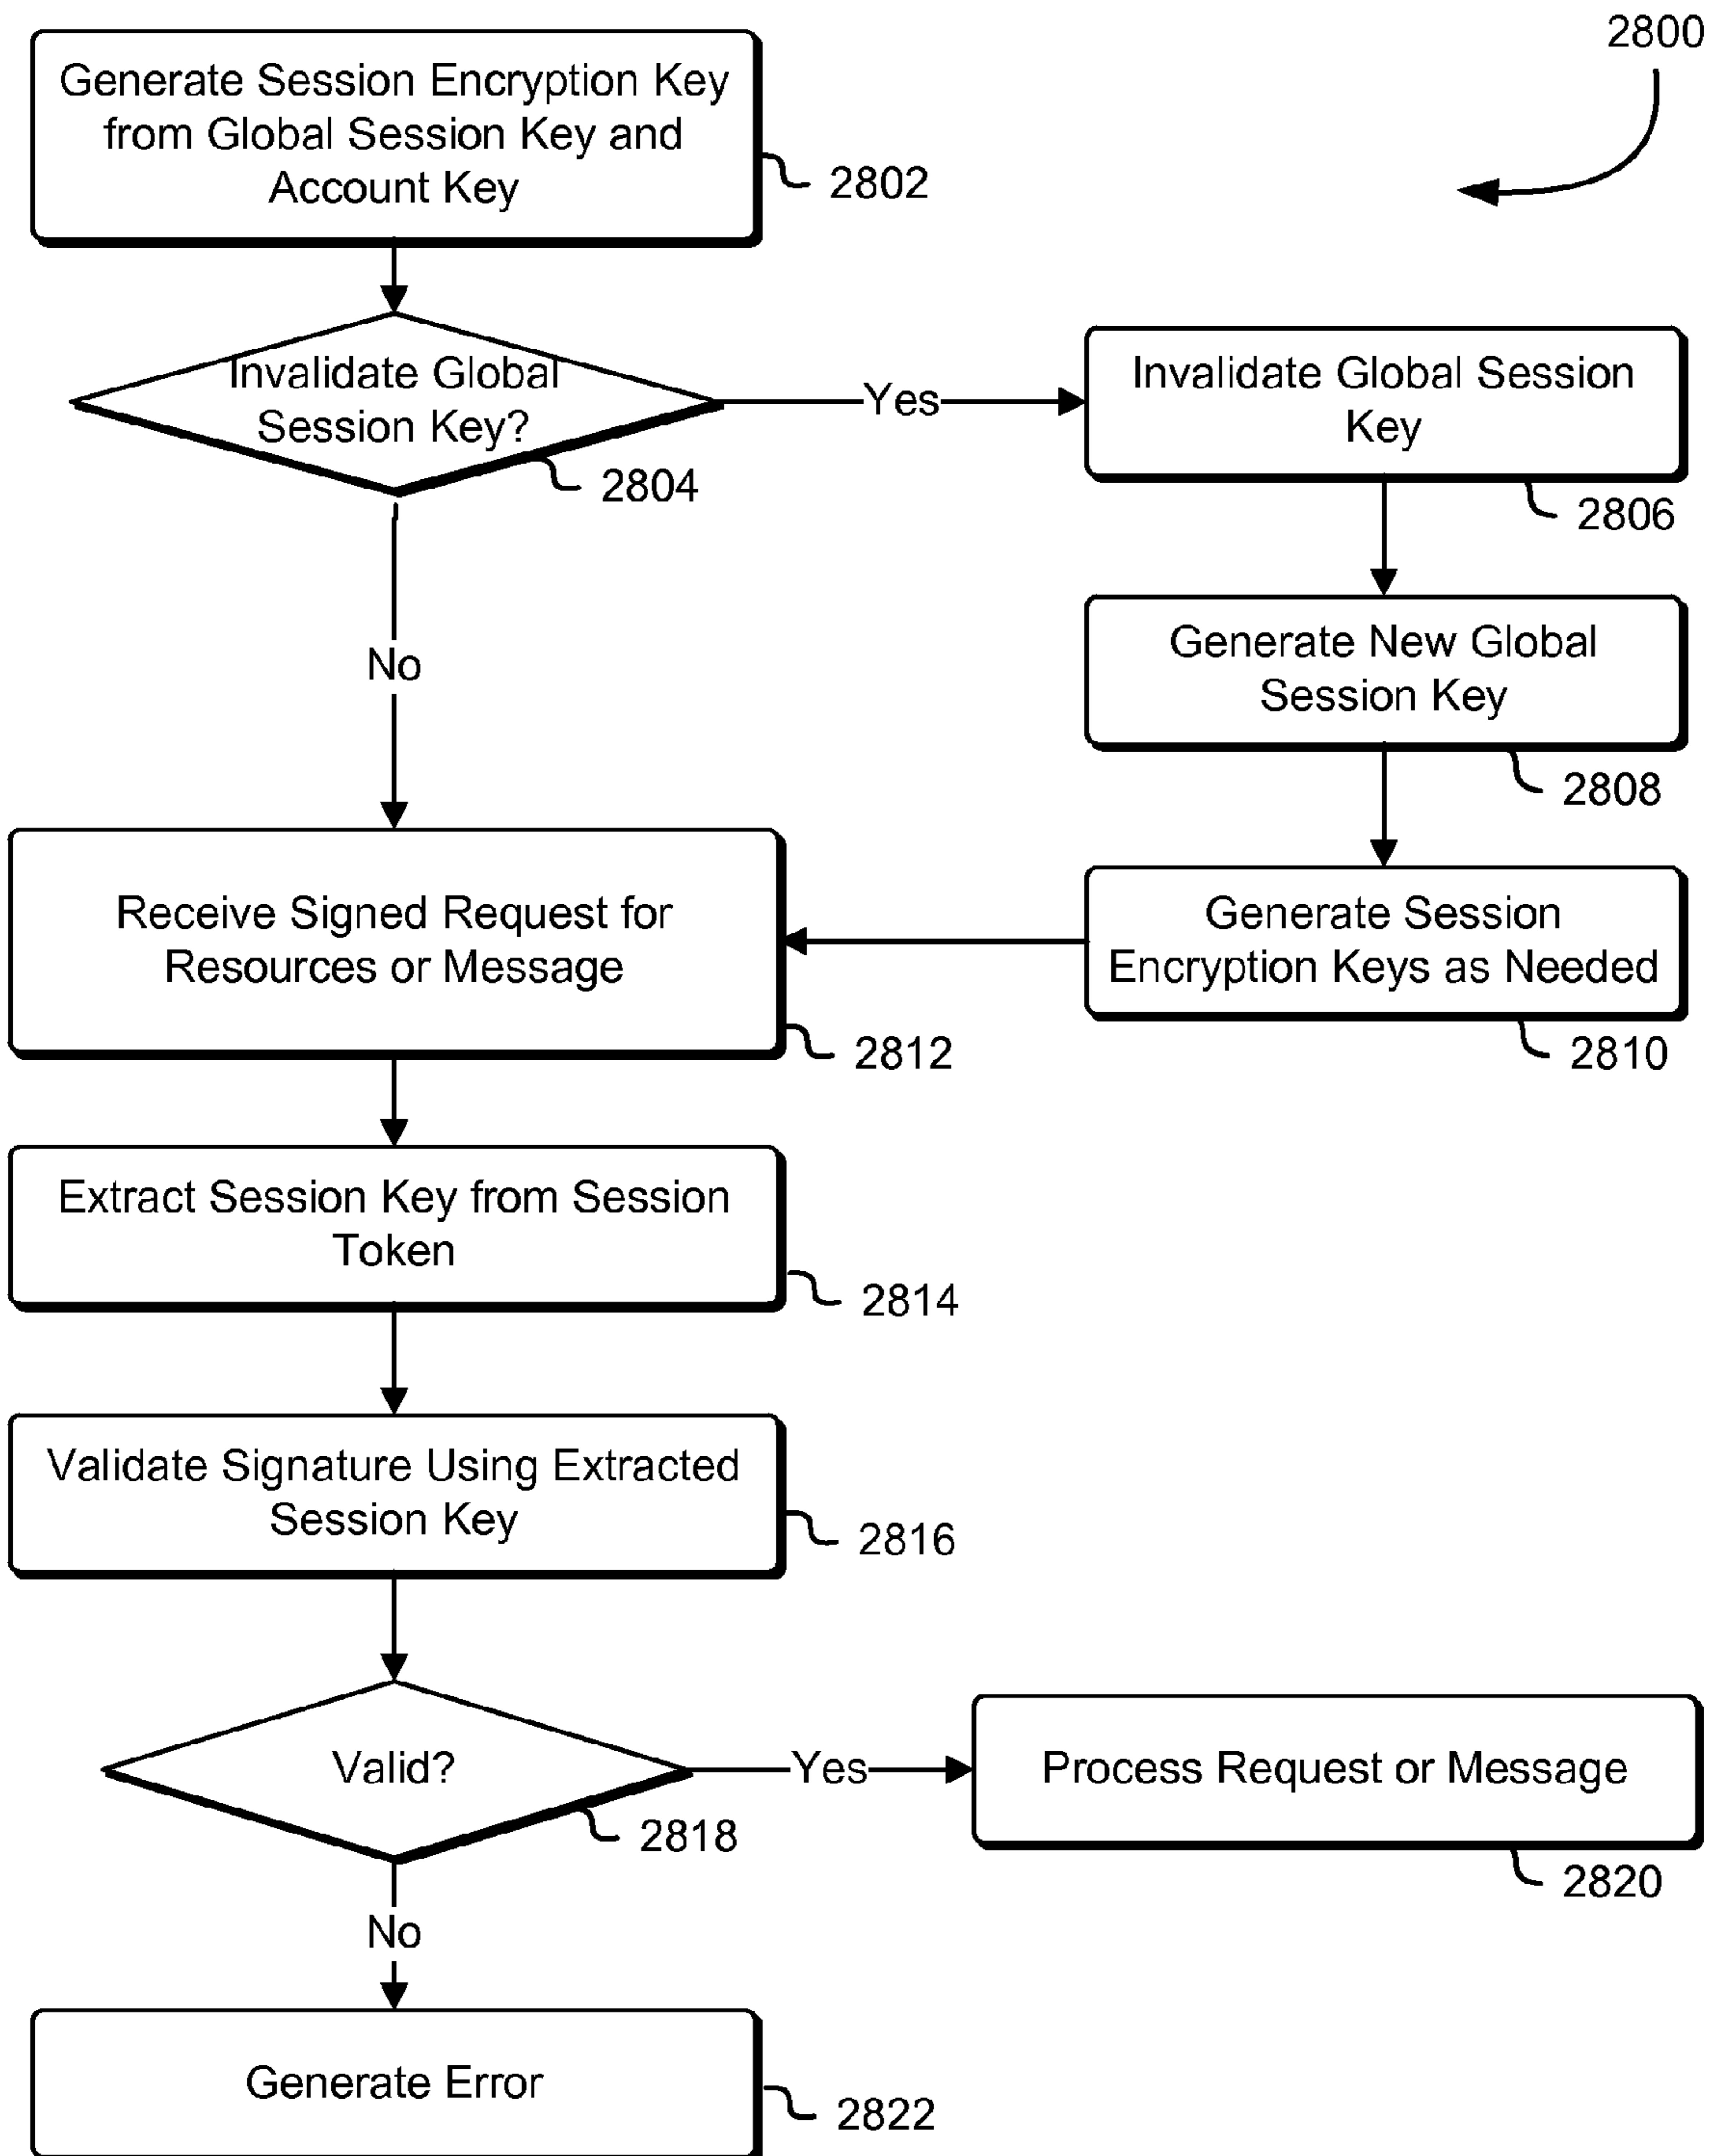 2800
Generate Session Encryption Key
from Global Session Key and
Account Key
2802
Invalidate Global
Session Key?
2804
Yes
Invalidate Global Session
Key
2806
No
Generate New Global
Session Key
2808
Generate Session
Encryption Keys as Needed
2810
Receive Signed Request for
Resources or Message
2812
Extract Session Key from Session
Token
2814
Validate Signature Using Extracted
Session Key
2816
Valid?
2818
Yes
Process Request or Message
2820
No
Generate Error
2822